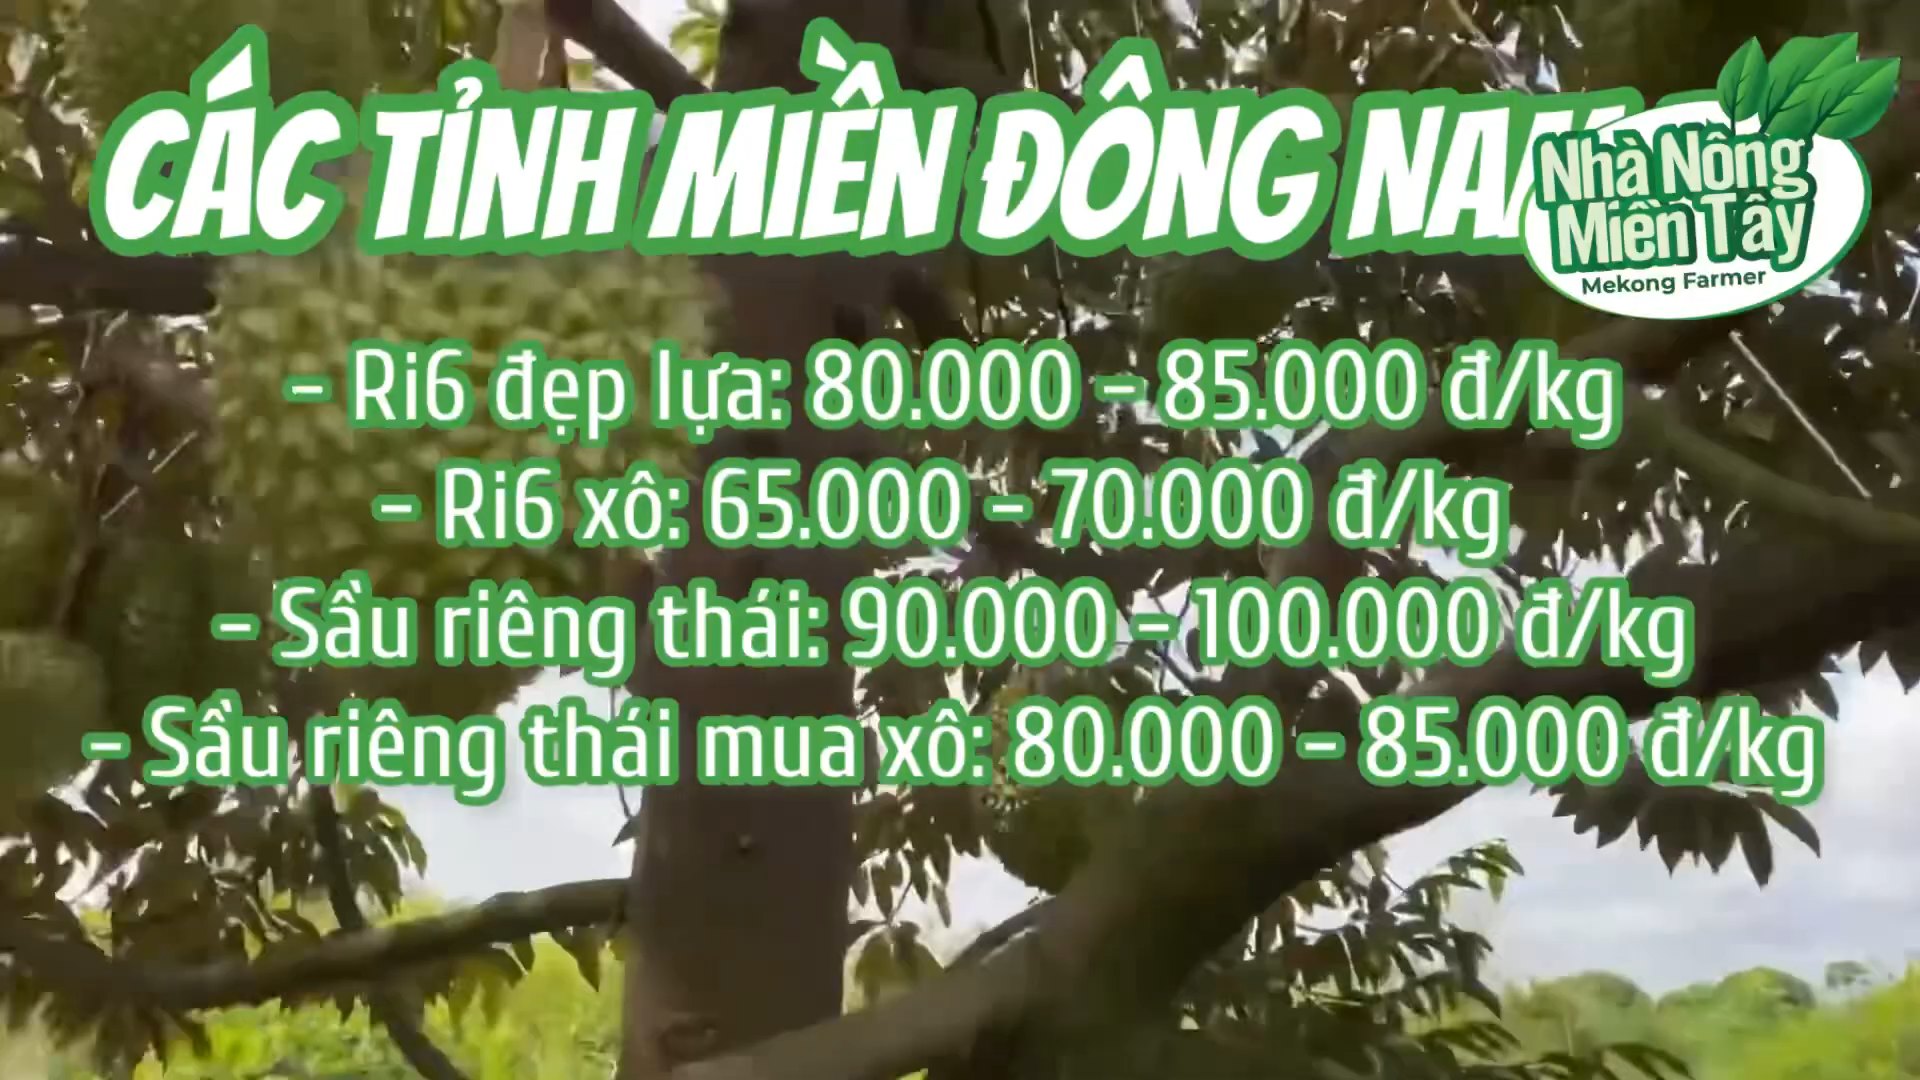 CÁC TỈNH MIỀN ĐÔNG
Nhà Nông
Miền Tây
Mekong Farmer
- Ri6 đẹp lựa: 80.000 - 85.000 đ/kg
- Ri6 xô: 65.000 - 70.000 đ/kg
- Sầu riêng thái: 90.000 - 100.000 đ/kg
- Sầu riêng thái mua xô: 80.000 - 85.000 đ/kg